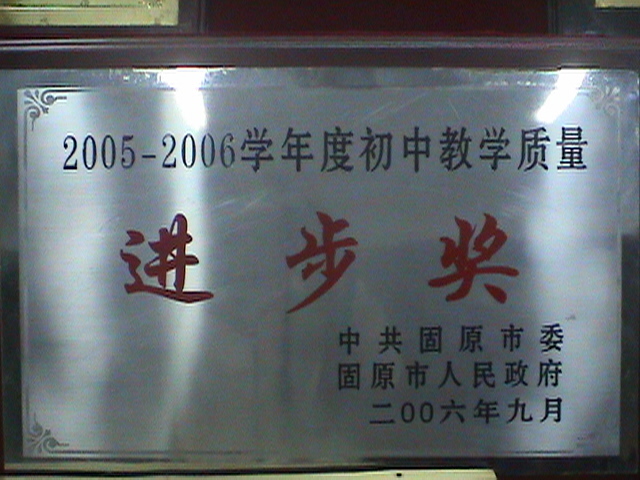 2005-2006学年度初中教学质量
进步奖
中共固原市委
固原市人民政府
二00六年九月